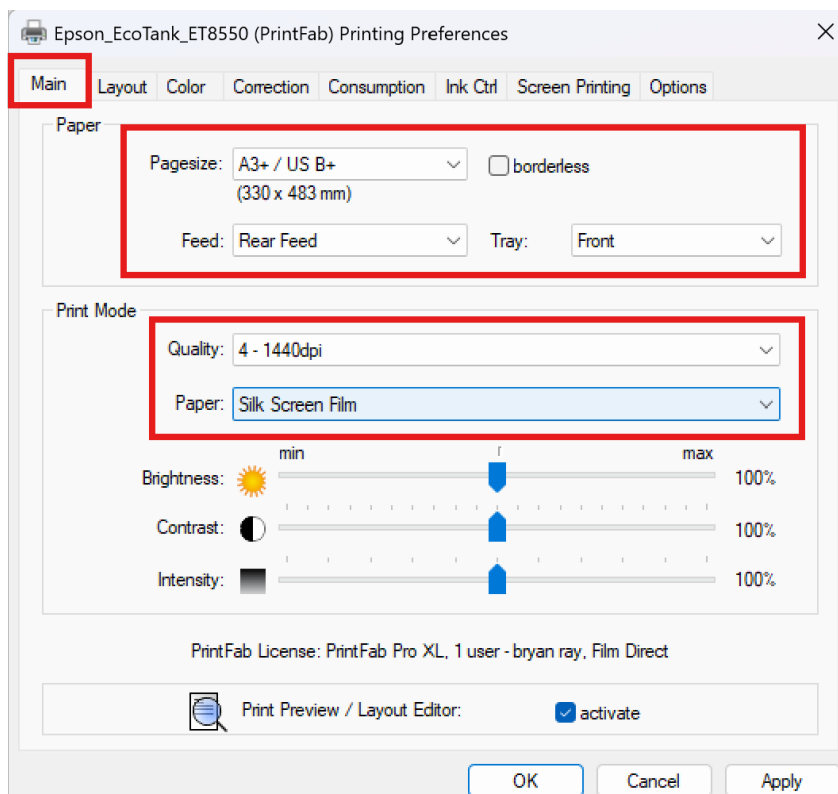 Epson_EcoTank_ET8550 (PrintFab) Printing Preferences
Main Layout Color Correction Consumption Ink Ctrl Screen Printing Options
Paper
Pagesize: A3+ / US B+ borderless
(330 x 483 mm)
Feed: Rear Feed Tray: Front
Print Mode
Quality: 4 - 1440dpi
Paper: Silk Screen Film
min max
Brightness: 100%
Contrast: 100%
Intensity: 100%
PrintFab License: PrintFab Pro XL, 1 user - bryan ray, Film Direct
Print Preview / Layout Editor: activate
OK Cancel Apply